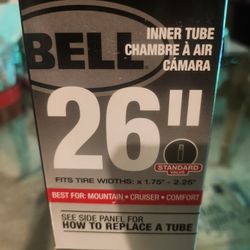 BELL
INNER TUBE
CHAMBRE À AIR
CÁMARA
26"
STANDARD
VALVE
FITS TIRE WIDTHS: x 1.75" - 2.25"
BEST FOR: MOUNTAIN • CRUISER • COMFORT
SEE SIDE PANEL FOR
HOW TO REPLACE A TUBE